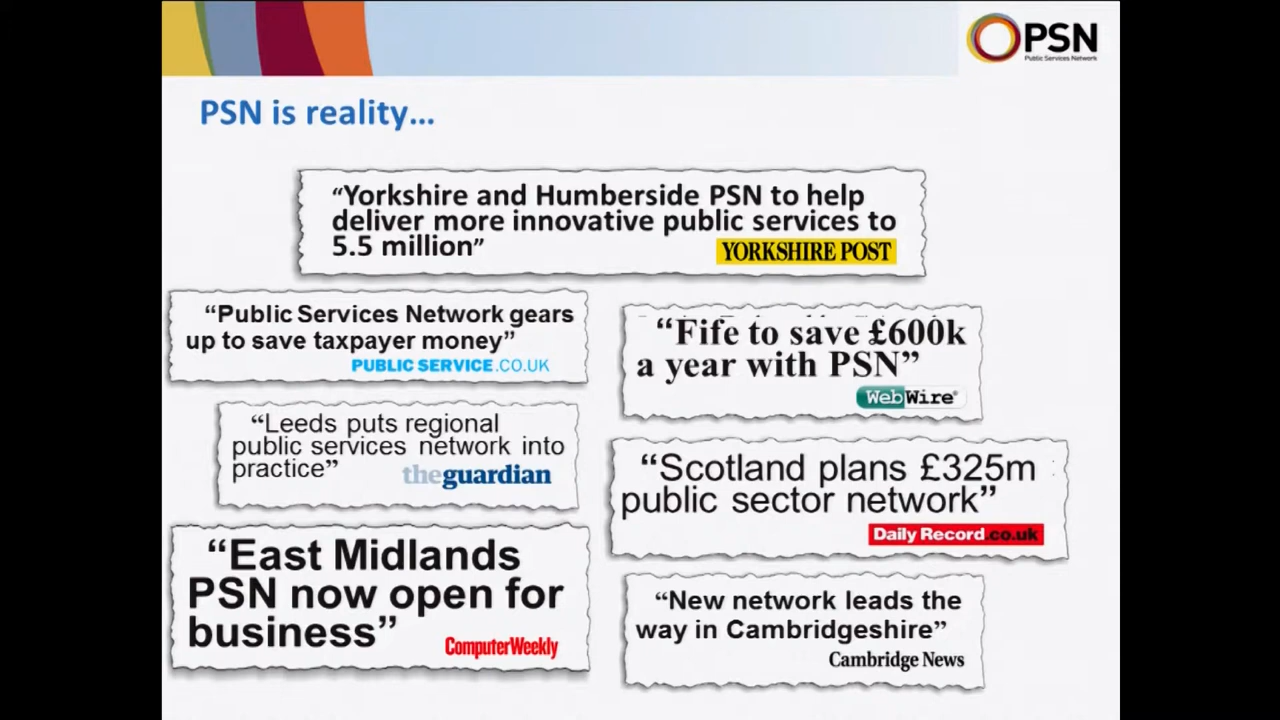 PSN
Public Services Network
PSN is reality...
“Yorkshire and Humberside PSN to help
deliver more innovative public services to
5.5 million”
YORKSHIRE POST
“Public Services Network gears
up to save taxpayer money”
PUBLIC SERVICE.CO.UK
“Fife to save £600k
a year with PSN”
WebWire®
“Leeds puts regional
public services network into
practice”
theguardian
“Scotland plans £325m
public sector network”
Daily Record.co.uk
“East Midlands
PSN now open for
business”
ComputerWeekly
“New network leads the
way in Cambridgeshire”
Cambridge News